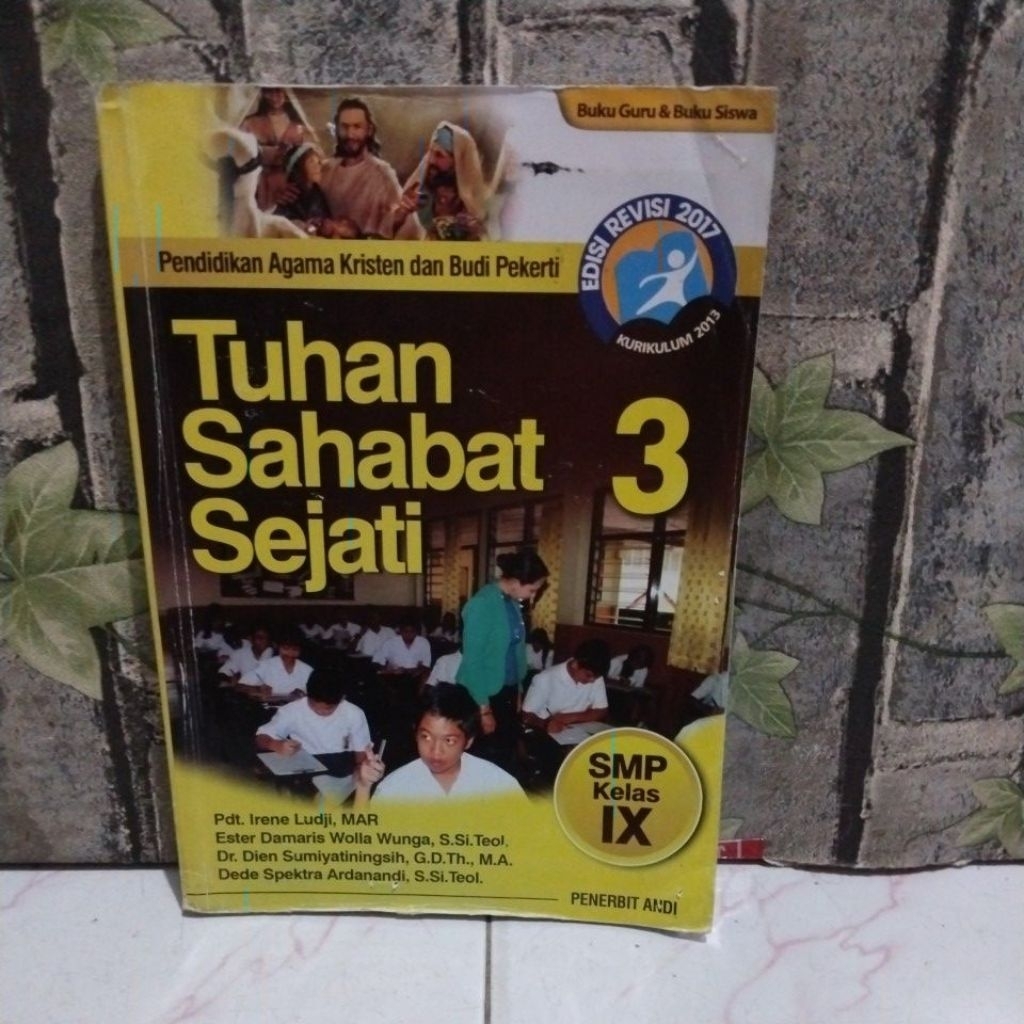 Buku Guru & Buku Siswa
EDISI REVISI 2017
KURIKULUM 2013
Pendidikan Agama Kristen dan Budi Pekerti
Tuhan
Sahabat
Sejati
3
SMP
Kelas
IX
Pdt. Irene Ludji, MAR
Ester Damaris Wolla Wunga, S.Si.Teol.
Dr. Dien Sumiyatiningsih, G.D.Th., M.A.
Dede Spektra Ardanandi, S.Si.Teol.
PENERBIT ANDI